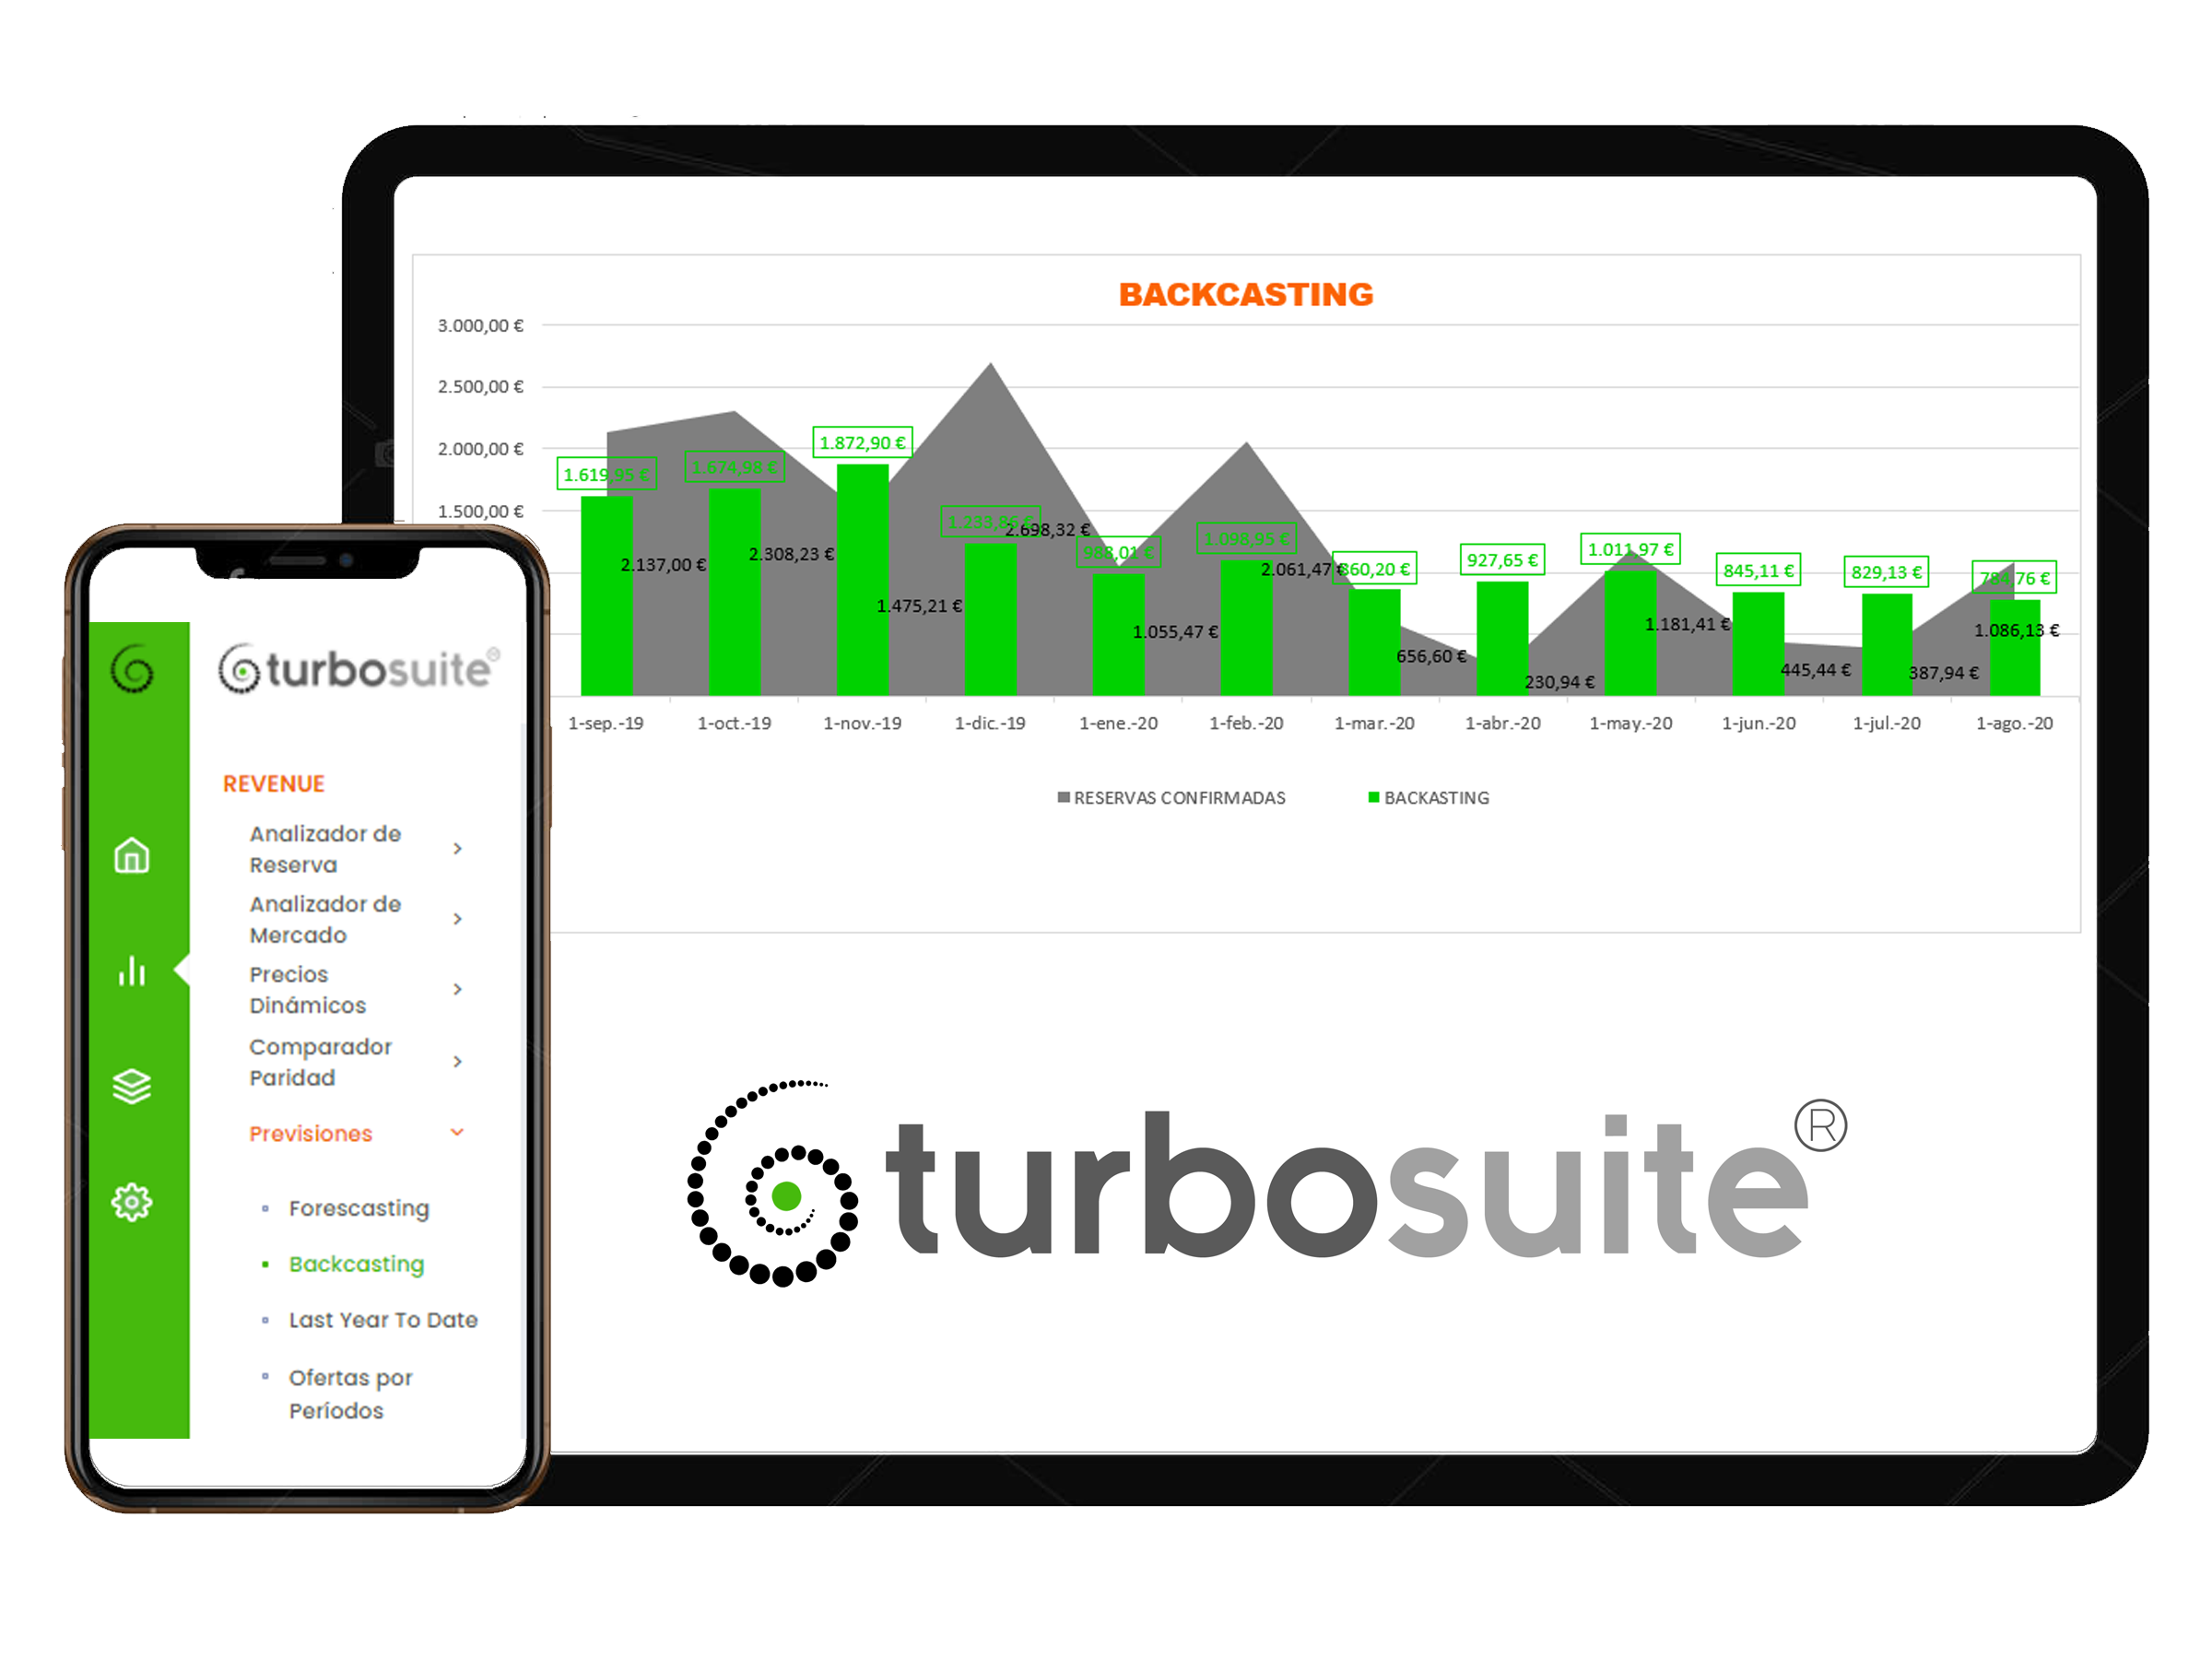 BACKCASTING
3.000,00 €
2.500,00 €
2.000,00 €
1.500,00 €
1.619,95 €
1.674,98 €
1.872,90 €
1.233,86 €
988,01 €
1.098,95 €
860,20 €
927,65 €
1.011,97 €
845,11 €
829,13 €
76 €
2.137,00 €
2.308,23 €
1.475,21 €
2.698,32 €
1.055,47 €
2.061,47 €
656,60 €
230,94 €
1.181,41 €
445,44 €
387,94 €
1.086,13 €
1-sep.-19
1-oct.-19
1-nov.-19
1-dic.-19
1-ene.-20
1-feb.-20
1-mar.-20
1-abr.-20
1-may.-20
1-jun.-20
1-jul.-20
1-ago.-20
RESERVAS CONFIRMADAS
BACKASTING
turbosuite®
turbosuite®
REVENUE
Analizador de
Reserva
Analizador de
Mercado
Precios
Dinámicos
Comparador
Paridad
Previsiones
Forescasting
Backcasting
Last Year To Date
Ofertas por
Períodos